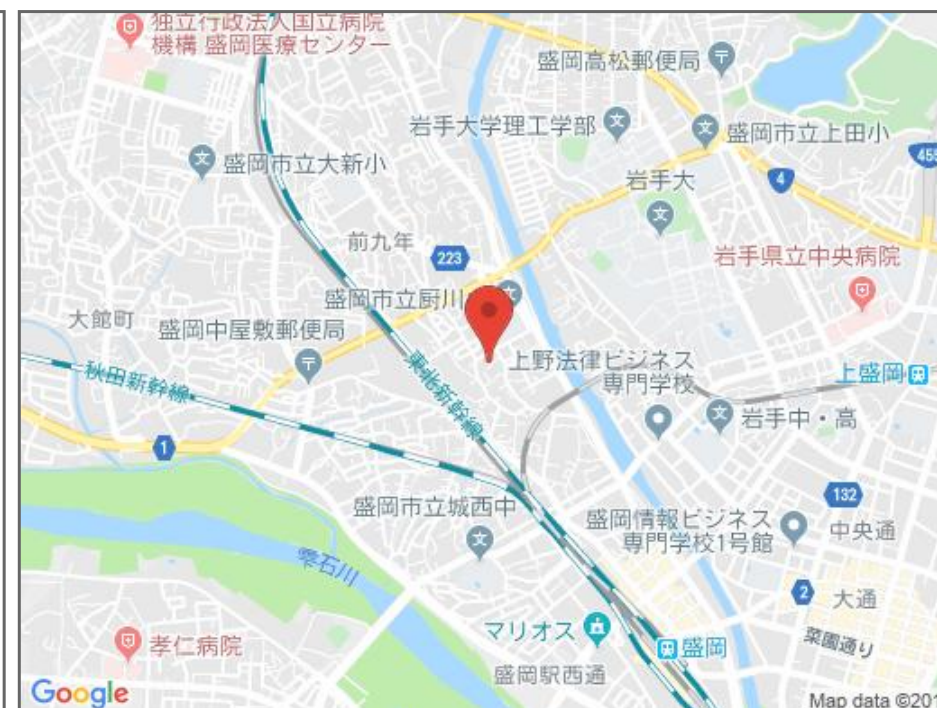 独立行政法人国立病院
機構 盛岡医療センター
盛岡高松郵便局
岩手大学理工学部
盛岡市立上田小
盛岡市立大新小
455
4
岩手大
前九年
223
岩手県立中央病院
盛岡市立厨川
大館町
盛岡中屋敷郵便局
上野法律ビジネス
専門学校
上盛岡
秋田新幹線
東北新幹線
岩手中・高
1
132
盛岡市立城西中
盛岡情報ビジネス
専門学校1号館
中央通
雫石川
2
大通
マリオス
菜園通り
孝仁病院
盛岡
盛岡駅西通
Google
Map data ©201